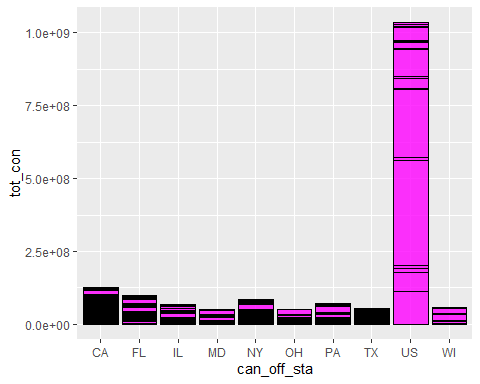 1.0e+09
7.5e+08
5.0e+08
2.5e+08
0.0e+00
tot_con
CA FL IL MD NY OH PA TX US WI
can_off_sta